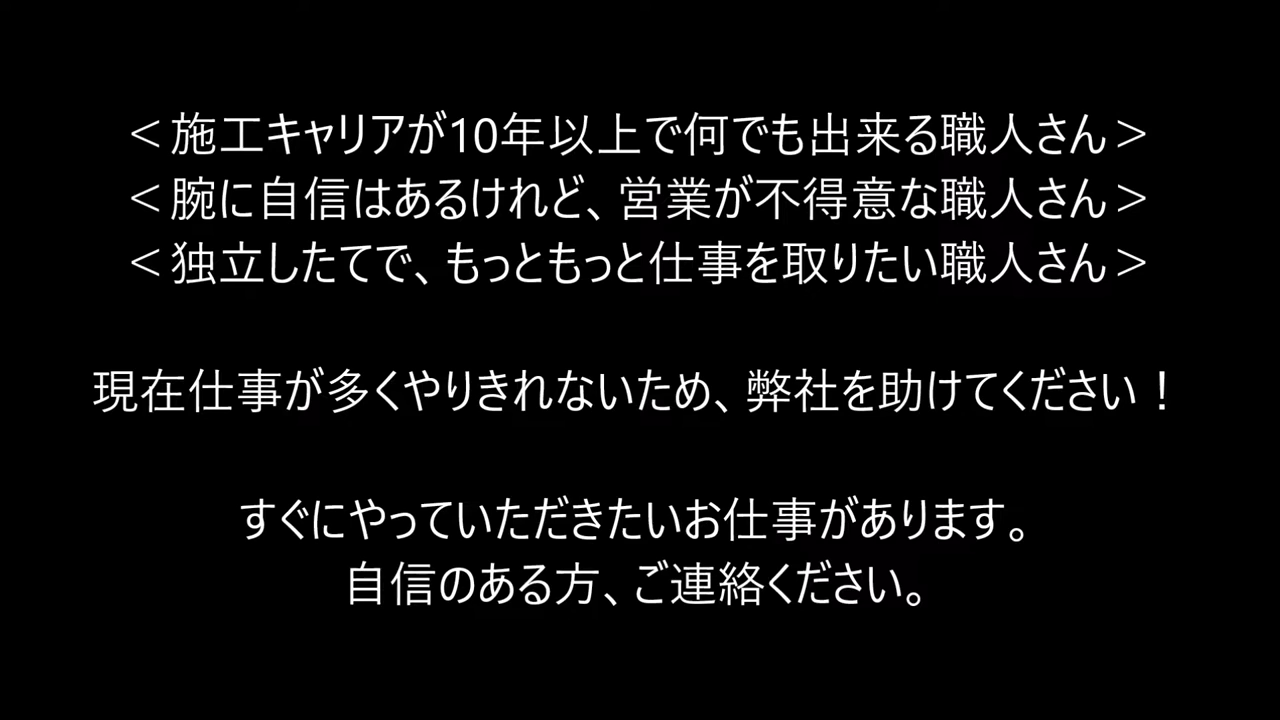 ＜施工キャリアが10年以上で何でも出来る職人さん＞
＜腕に自信はあるけれど、営業が不得意な職人さん＞
＜独立したてで、もっともっと仕事を取りたい職人さん＞
現在仕事が多くやりきれないため、弊社を助けてください！
すぐにやっていただきたいお仕事があります。
自信のある方、ご連絡ください。